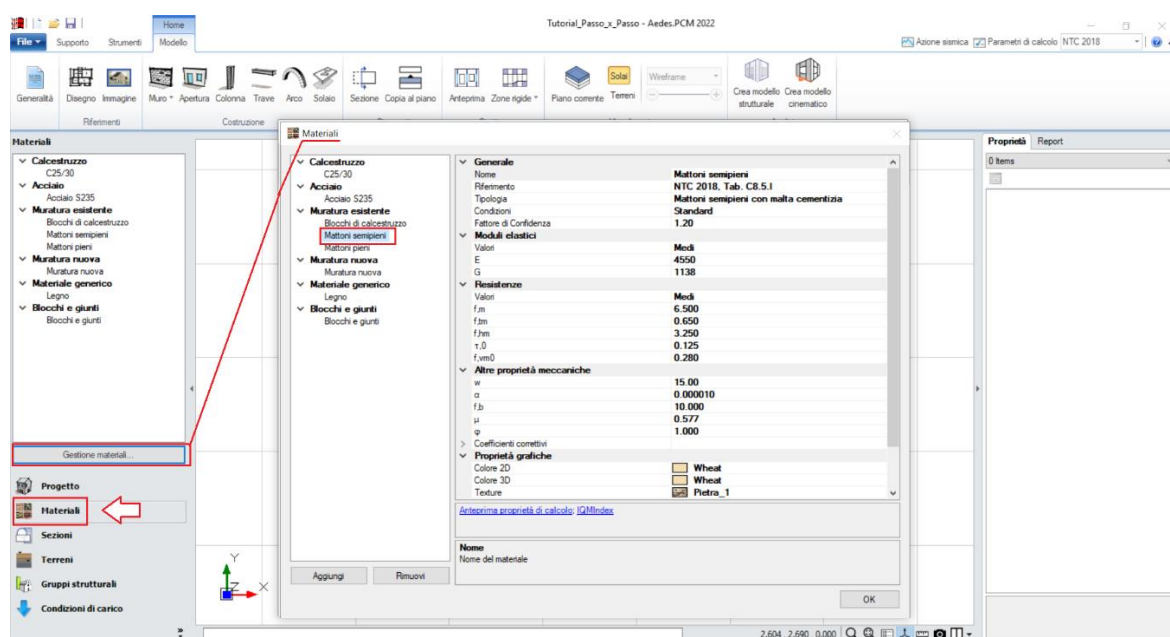 Home
Tutorial_Passo_x_Passo - Aedes.PCM 2022
File
Supporto
Strumenti
Modello
Azione sismica
Parametri di calcolo
NTC 2018
Generalità
Disegno
Immagine
Muro
Apertura
Colonna
Trave
Arco
Solaio
Sezione
Copia al piano
Anteprima
Zone rigide
Piano corrente
Solai
Terreni
Wireframe
Crea modello strutturale
Crea modello cinematico
Riferimenti
Costruzione
Materiali
Calcestruzzo
C25/30
Acciaio
Acciaio S235
Muratura esistente
Blocchi di calcestruzzo
Mattoni semipieni
Mattoni pieni
Muratura nuova
Muratura nuova
Materiale generico
Legno
Blocchi e giunti
Blocchi e giunti
Gestione materiali...
Progetto
Materiali
Sezioni
Terreni
Gruppi strutturali
Condizioni di carico
Materiali
Calcestruzzo
C25/30
Acciaio
Acciaio S235
Muratura esistente
Blocchi di calcestruzzo
Mattoni semipieni
Mattoni pieni
Muratura nuova
Muratura nuova
Materiale generico
Legno
Blocchi e giunti
Blocchi e giunti
Aggiungi
Rimuovi
Generale
Nome Mattoni semipieni
Riferimento NTC 2018, Tab. C8.5.I
Tipologia Mattoni semipieni con malta cementizia
Condizioni Standard
Fattore di Confidenza 1.20
Moduli elastici
Valori Medi
E 4550
G 1138
Resistenze
Valori Medi
f,m 6.500
f,tm 0.650
f,hm 3.250
τ,0 0.125
f,vm0 0.280
Altre proprietà meccaniche
w 15.00
α 0.000010
f,b 10.000
μ 0.577
φ 1.000
Coefficienti correttivi
Proprietà grafiche
Colore 2D Wheat
Colore 3D Wheat
Texture Pietra_1
Anteprima proprietà di calcolo; IQMIndex
Nome
Nome del materiale
OK
Proprietà
Report
0 Items
Y
Z
X
2.604 2.690 0.000